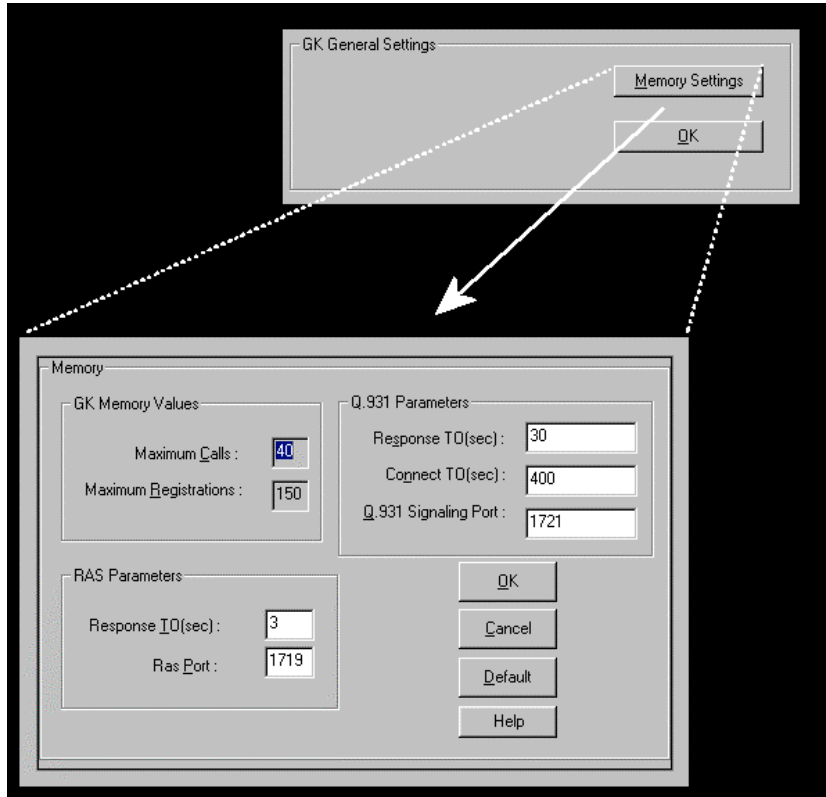 GK General Settings
Memory Settings
OK
Memory
GK Memory Values
Maximum Calls : 40
Maximum Registrations : 150
Q.931 Parameters
Response TO(sec) : 30
Connect TO(sec) : 400
Q.931 Signaling Port : 1721
RAS Parameters
Response TO(sec) : 3
Ras Port : 1719
OK
Cancel
Default
Help